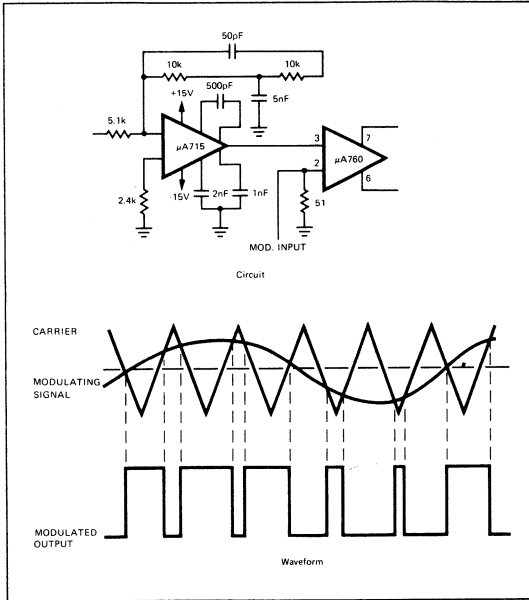 50pF
10k
10k
500pF
+15V
5nF
5.1k
μA715
3
7
μA760
2
6
15V
2nF
1nF
2.4k
51
MOD. INPUT
Circuit
CARRIER
MODULATING
SIGNAL
MODULATED
OUTPUT
Waveform